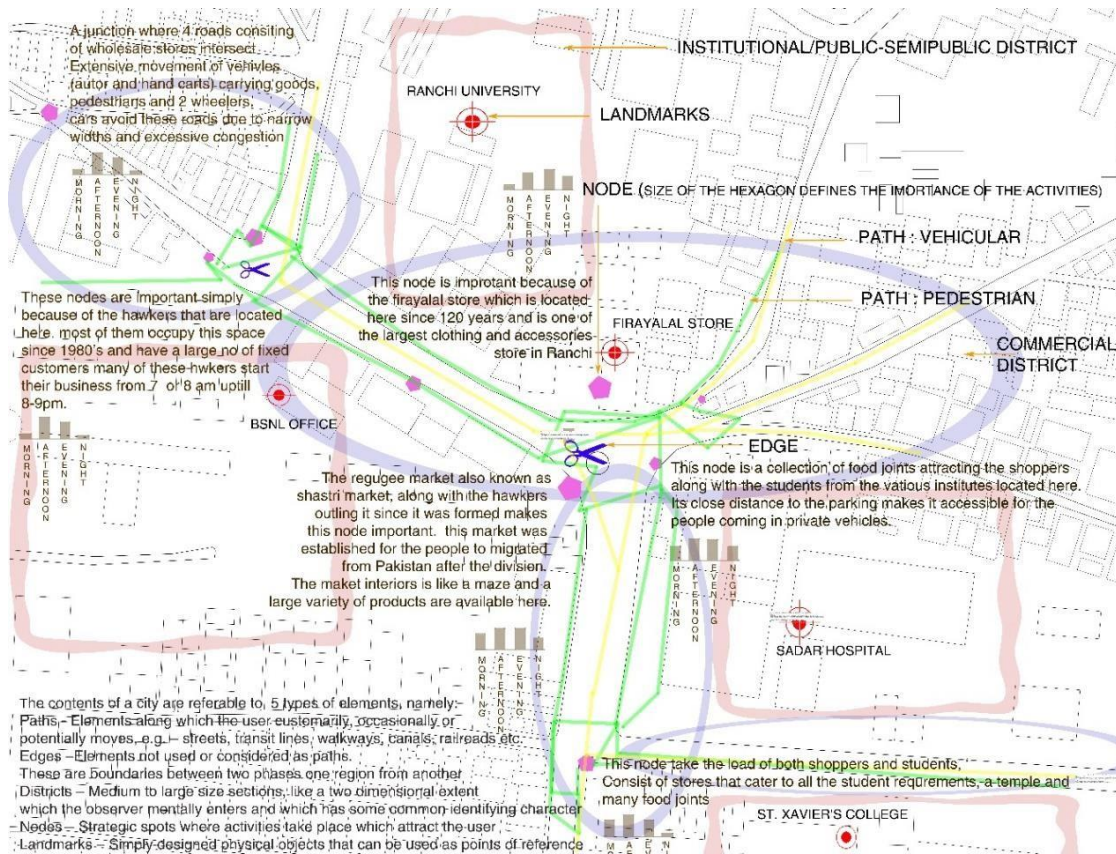 A junction where 4 roads consiting
of wholesale stores intersect
Extensive movement of vehivles
(autor and hand carts) carrying goods,
pedestrians and 2 wheelers,
cars avoid these roads due to narrow
widths and excessive congestion
MORNING
AFTERNOON
EVENING
NIGHT
INSTITUTIONAL/PUBLIC-SEMIPUBLIC DISTRICT
RANCHI UNIVERSITY
LANDMARKS
NODE (SIZE OF THE HEXAGON DEFINES THE IMORTANCE OF THE ACTIVITIES)
MORNING
AFTERNOON
EVENING
NIGHT
PATH : VEHICULAR
This node is improtant because of
the firayalal store which is located
here since 120 years and is one of
the largest clothing and accessories
store in Ranchi
PATH : PEDESTRIAN
FIRAYALAL STORE
COMMERCIAL
DISTRICT
These nodes are important simply
because of the hawkers that are located
here. most of them occupy this space
since 1980's and have a large no of fixed
customers many of these hwkers start
their business from 7 or 8 am uptill
8-9pm.
BSNL OFFICE
MORNING
AFTERNOON
EVENING
NIGHT
EDGE
The regugee market also known as
shastri market, along with the hawkers
outling it since it was formed makes
this node important. this market was
established for the people to migrated
from Pakistan after the division.
The maket interiors is like a maze and a
large variety of products are available here.
This node is a collection of food joints attracting the shoppers
along with the students from the vatious institutes located here.
Its close distance to the parking makes it accessible for the
people coming in private vehicles.
MORNING
AFTERNOON
EVENING
NIGHT
SADAR HOSPITAL
MORNING
AFTERNOON
EVENING
NIGHT
The contents of a city are referable to 5 types of elements, namely:-
Paths - Elements along which the user customarily, occasionally or
potentially moves, e.g. - streets, transit lines, walkways, canals, railroads etc.
Edges - Elements not used or considered as paths.
These are boundaries between two phases one region from another
Districts - Medium to large size sections, like a two dimensional extent
which the observer mentally enters and which has some common identifying character
Nodes - Strategic spots where activities take place which attract the user
Landmarks - Simply designed physical objects that can be used as points of reference
This node take the load of both shoppers and students,
Consist of stores that cater to all the student requrements, a temple and
many food joints
ST. XAVIER'S COLLEGE